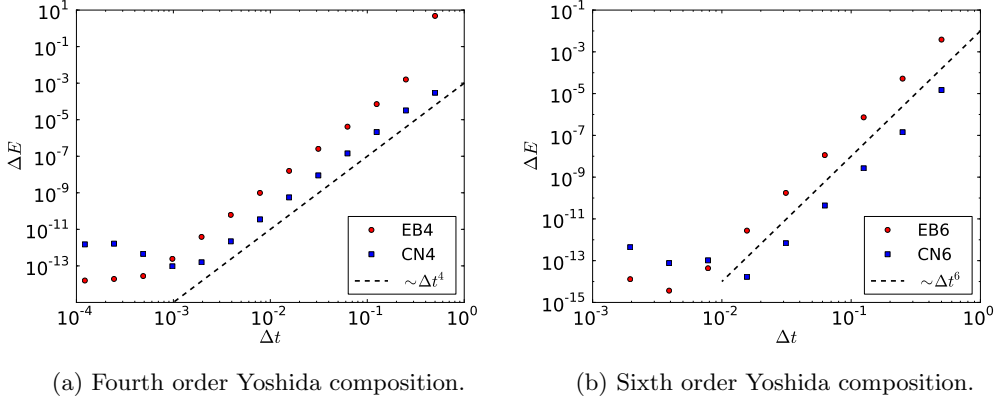 10^1
10^-1
10^-3
10^-5
10^-7
10^-9
10^-11
10^-13
ΔE
EB4
CN4
~Δt^4
10^-4 10^-3 10^-2 10^-1 10^0
Δt
(a) Fourth order Yoshida composition.
10^-1
10^-3
10^-5
10^-7
10^-9
10^-11
10^-13
10^-15
ΔE
EB6
CN6
~Δt^6
10^-3 10^-2 10^-1 10^0
Δt
(b) Sixth order Yoshida composition.